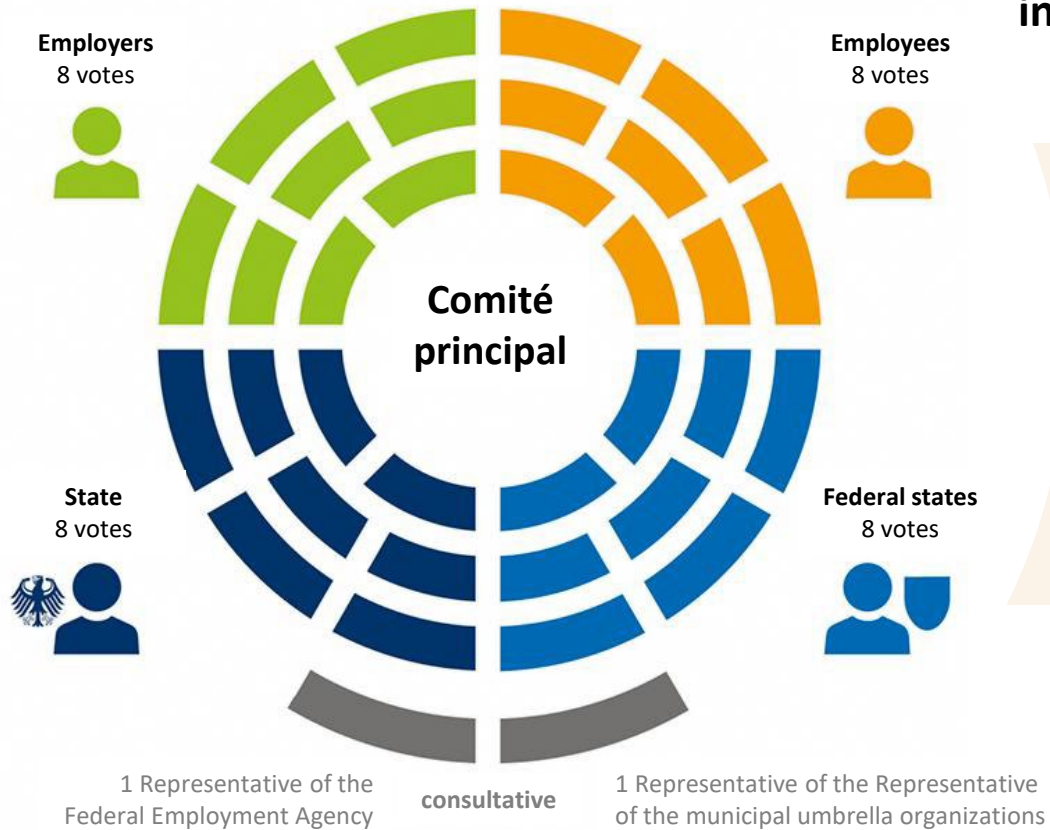 in
Employers
8 votes
Employees
8 votes
Comité
principal
State
8 votes
Federal states
8 votes
1 Representative of the
Federal Employment Agency
consultative
1 Representative of the Representative
of the municipal umbrella organizations